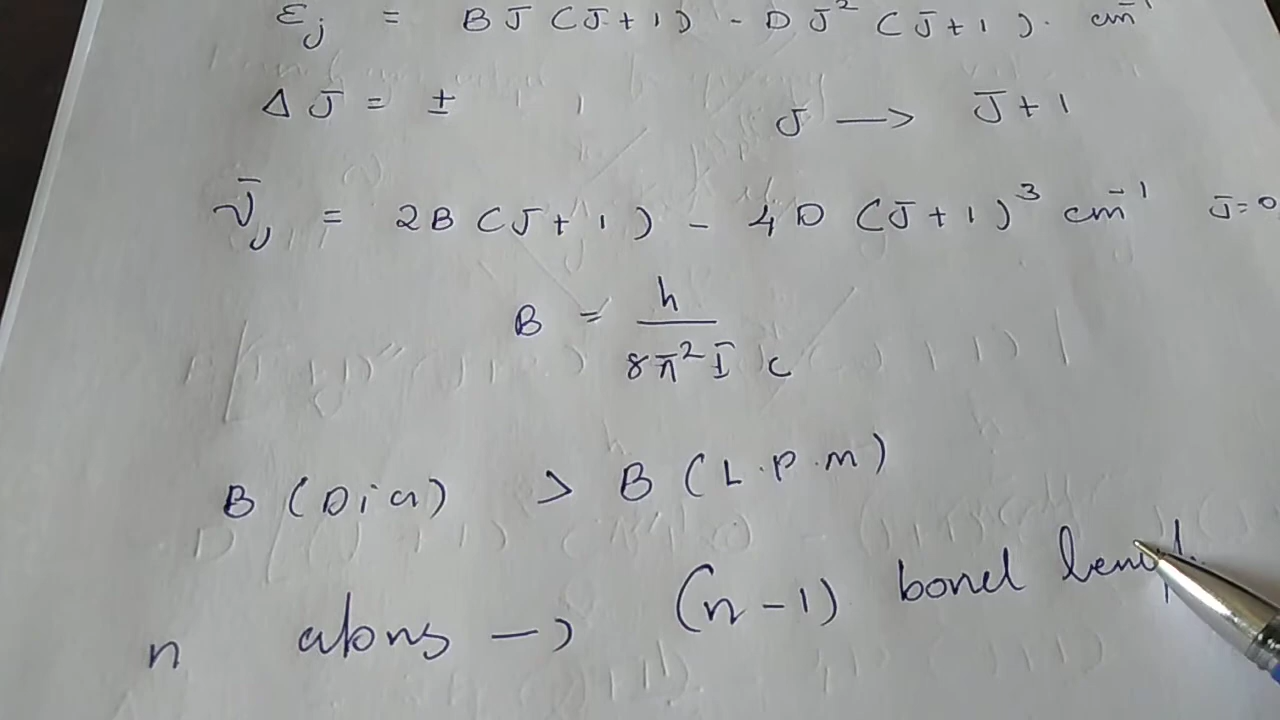 εj = BJ(J+1) - DJ²(J+1). cm⁻¹
ΔJ = ± 1 J → J+1
ν̄J = 2B(J+1) - 4D(J+1)³ cm⁻¹ J=0
B = h / 8π²Ic
B (Dia) > B (L.P.M)
n atoms → (n-1) bond